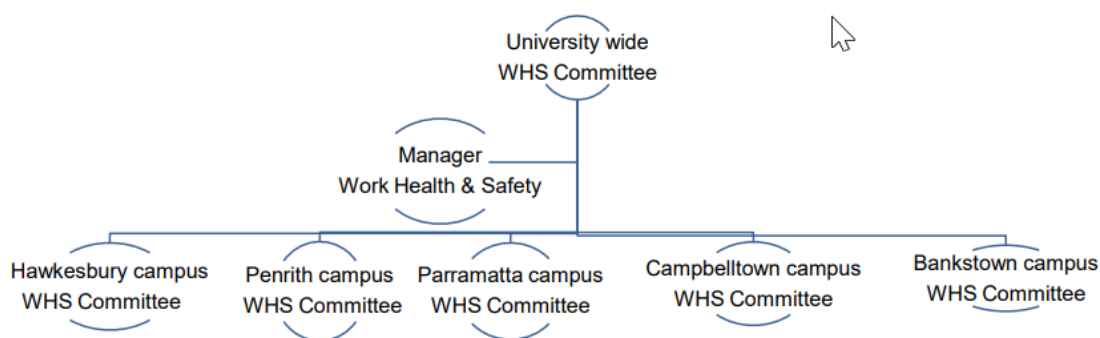 University wide
WHS Committee
Manager
Work Health & Safety
Hawkesbury campus
WHS Committee
Penrith campus
WHS Committee
Parramatta campus
WHS Committee
Campbelltown campus
WHS Committee
Bankstown campus
WHS Committee